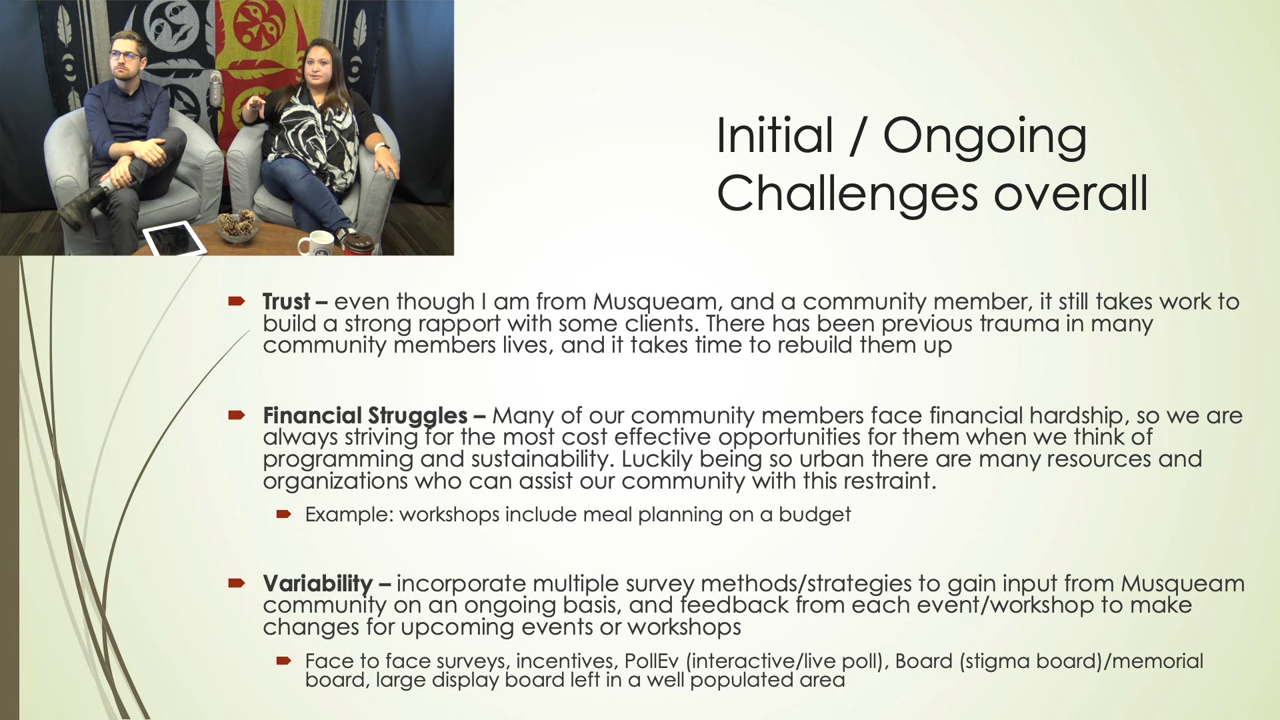 Initial / Ongoing
Challenges overall
Trust – even though I am from Musqueam, and a community member, it still takes work to
build a strong rapport with some clients. There has been previous trauma in many
community members lives, and it takes time to rebuild them up
Financial Struggles – Many of our community members face financial hardship, so we are
always striving for the most cost effective opportunities for them when we think of
programming and sustainability. Luckily being so urban there are many resources and
organizations who can assist our community with this restraint.
Example: workshops include meal planning on a budget
Variability – incorporate multiple survey methods/strategies to gain input from Musqueam
community on an ongoing basis, and feedback from each event/workshop to make
changes for upcoming events or workshops
Face to face surveys, incentives, PollEv (interactive/live poll), Board (stigma board)/memorial
board, large display board left in a well populated area